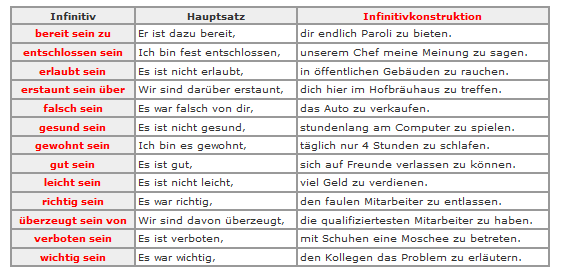 Infinitiv Hauptsatz Infinitivkonstruktion
bereit sein zu Er ist dazu bereit, dir endlich Paroli zu bieten.
entschlossen sein Ich bin fest entschlossen, unserem Chef meine Meinung zu sagen.
erlaubt sein Es ist nicht erlaubt, in öffentlichen Gebäuden zu rauchen.
erstaunt sein über Wir sind darüber erstaunt, dich hier im Hofbräuhaus zu treffen.
falsch sein Es war falsch von dir, das Auto zu verkaufen.
gesund sein Es ist nicht gesund, stundenlang am Computer zu spielen.
gewohnt sein Ich bin es gewohnt, täglich nur 4 Stunden zu schlafen.
gut sein Es ist gut, sich auf Freunde verlassen zu können.
leicht sein Es ist nicht leicht, viel Geld zu verdienen.
richtig sein Es war richtig, den faulen Mitarbeiter zu entlassen.
überzeugt sein von Wir sind davon überzeugt, die qualifiziertesten Mitarbeiter zu haben.
verboten sein Es ist verboten, mit Schuhen eine Moschee zu betreten.
wichtig sein Es war wichtig, den Kollegen das Problem zu erläutern.